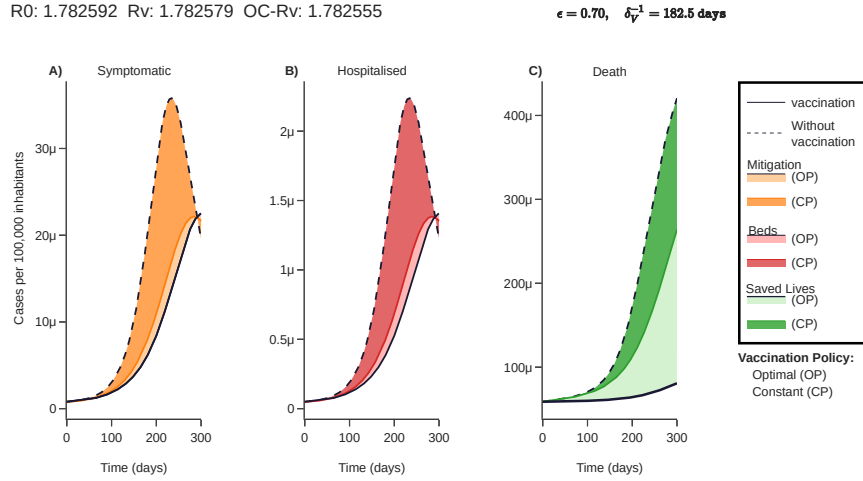 R0: 1.782592 Rv: 1.782579 OC-Rv: 1.782555
ϵ = 0.70, δ_V^{-1} = 182.5 days
A) Symptomatic
B) Hospitalised
C) Death
Cases per 100,000 inhabitants
30μ
20μ
10μ
0
0 100 200 300
Time (days)
2μ
1.5μ
1μ
0.5μ
0
0 100 200 300
Time (days)
400μ
300μ
200μ
100μ
0 100 200 300
Time (days)
vaccination
Without
vaccination
Mitigation
(OP)
(CP)
Beds
(OP)
(CP)
Saved Lives
(OP)
(CP)
Vaccination Policy:
Optimal (OP)
Constant (CP)